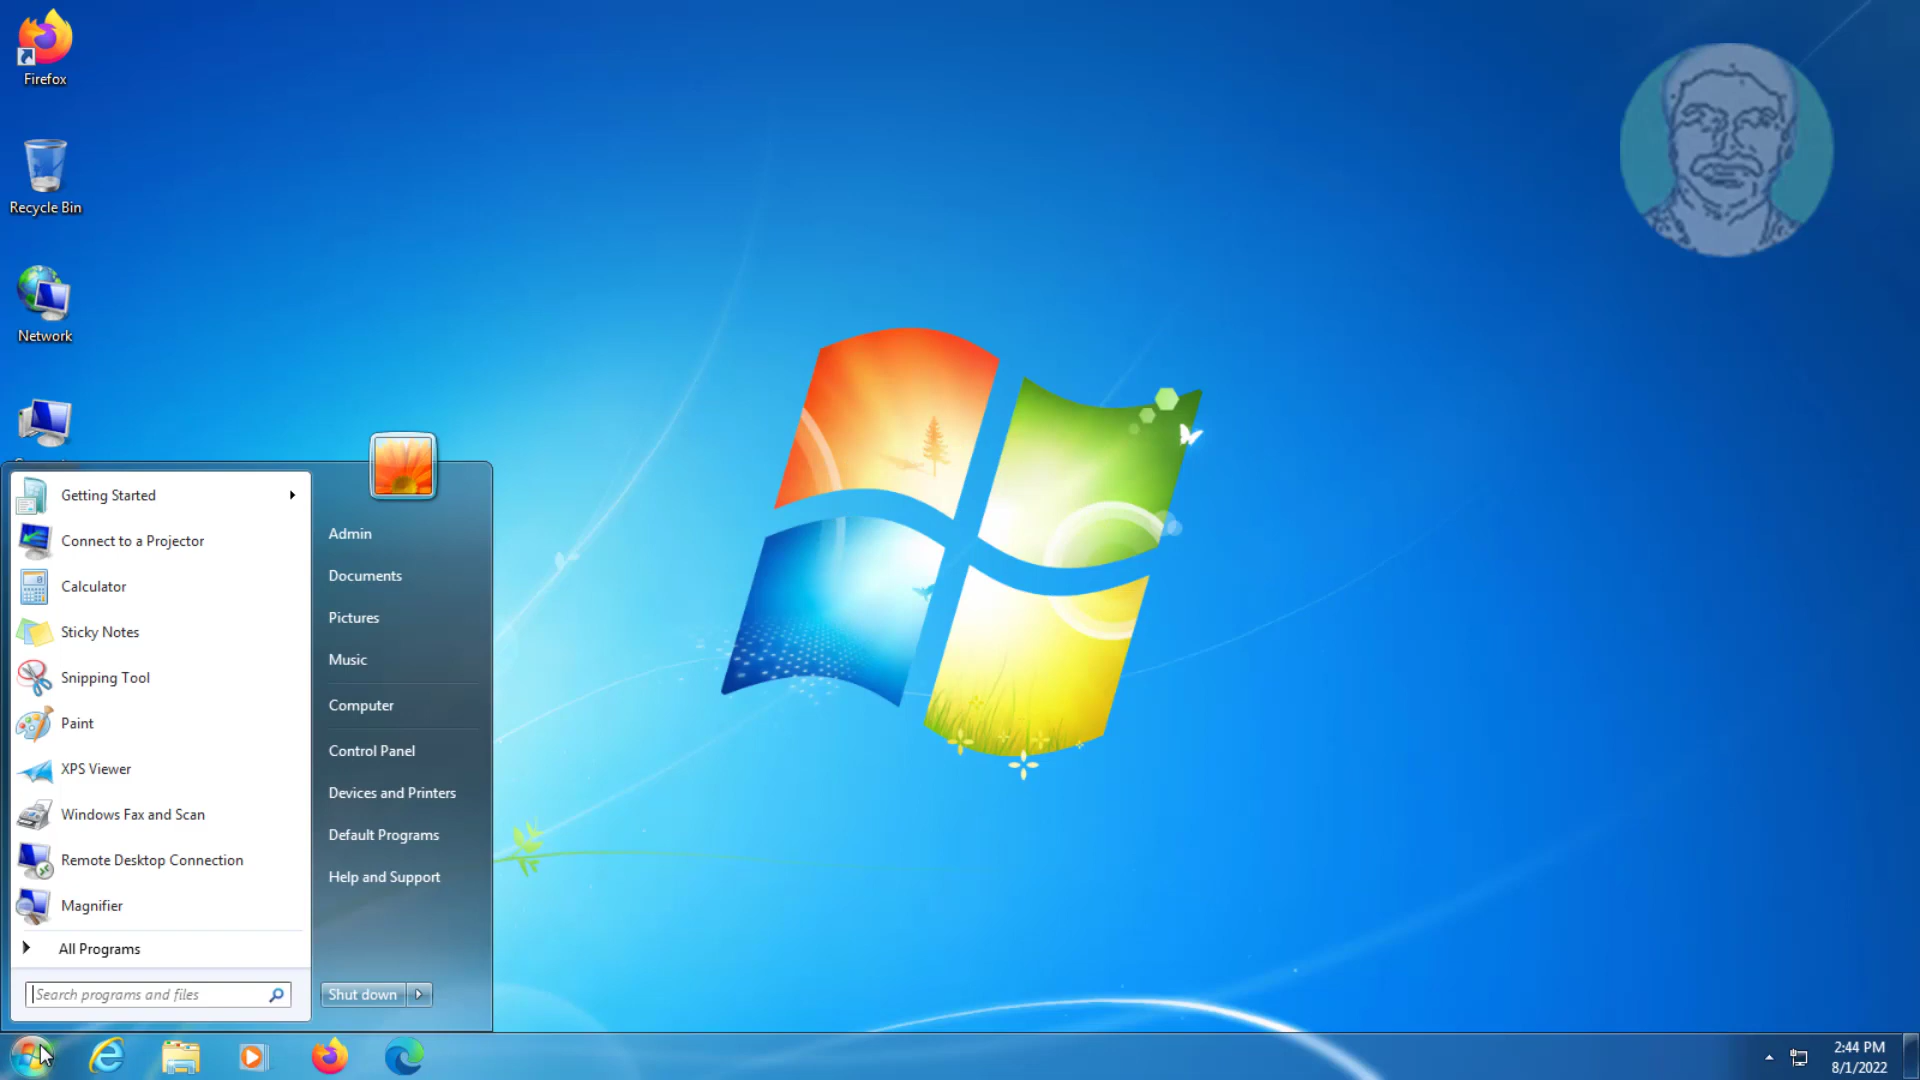 Firefox
Recycle Bin
Network
Getting Started
Connect to a Projector
Calculator
Sticky Notes
Snipping Tool
Paint
XPS Viewer
Windows Fax and Scan
Remote Desktop Connection
Magnifier
All Programs
Search programs and files
Admin
Documents
Pictures
Music
Computer
Control Panel
Devices and Printers
Default Programs
Help and Support
Shut down
2:44 PM
8/1/2022